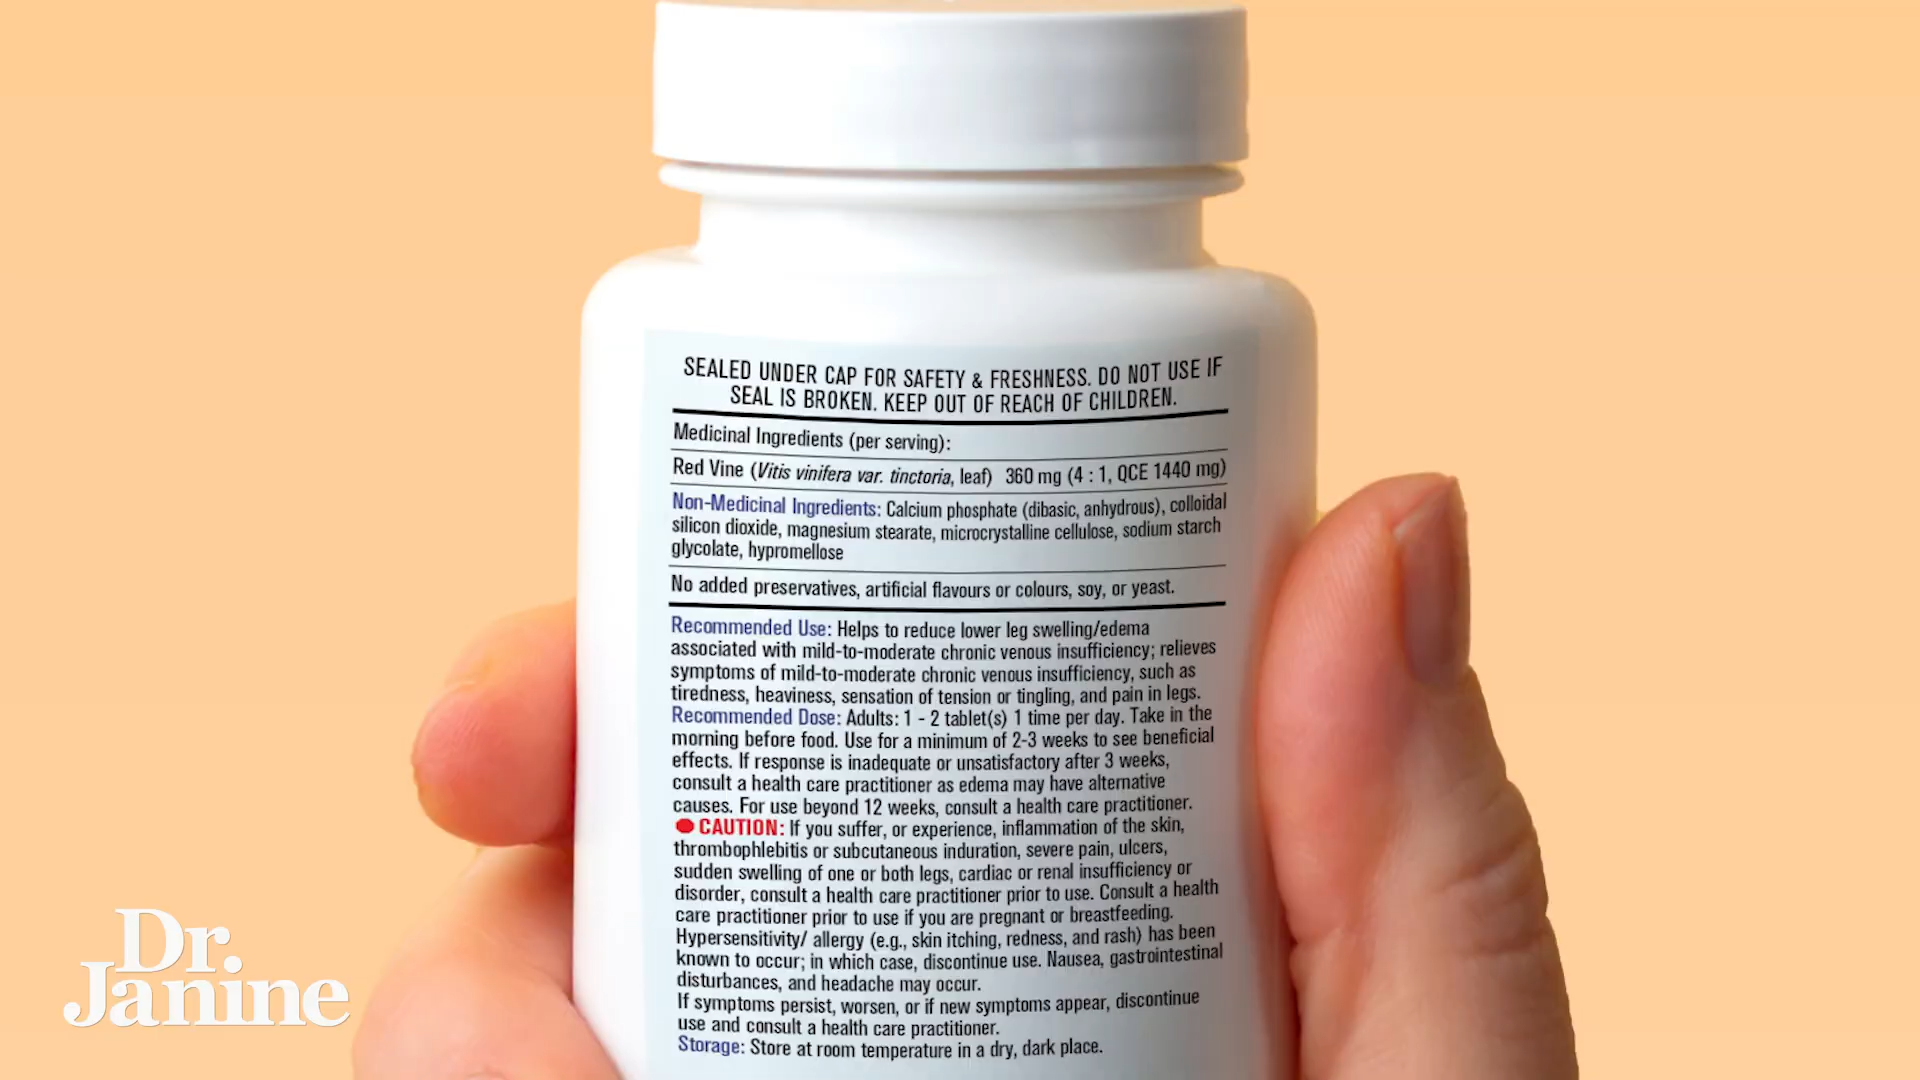 SEALED UNDER CAP FOR SAFETY & FRESHNESS. DO NOT USE IF
SEAL IS BROKEN. KEEP OUT OF REACH OF CHILDREN.
Medicinal Ingredients (per serving):
Red Vine (Vitis vinifera var. tinctoria, leaf) 360 mg (4 : 1, QCE 1440 mg)
Non-Medicinal Ingredients: Calcium phosphate (dibasic, anhydrous), colloidal
silicon dioxide, magnesium stearate, microcrystalline cellulose, sodium starch
glycolate, hypromellose
No added preservatives, artificial flavours or colours, soy, or yeast.
Recommended Use: Helps to reduce lower leg swelling/edema
associated with mild-to-moderate chronic venous insufficiency; relieves
symptoms of mild-to-moderate chronic venous insufficiency, such as
tiredness, heaviness, sensation of tension or tingling, and pain in legs.
Recommended Dose: Adults: 1 - 2 tablet(s) 1 time per day. Take in the
morning before food. Use for a minimum of 2-3 weeks to see beneficial
effects. If response is inadequate or unsatisfactory after 3 weeks,
consult a health care practitioner as edema may have alternative
causes. For use beyond 12 weeks, consult a health care practitioner.
CAUTION: If you suffer, or experience, inflammation of the skin,
thrombophlebitis or subcutaneous induration, severe pain, ulcers,
sudden swelling of one or both legs, cardiac or renal insufficiency or
disorder, consult a health care practitioner prior to use. Consult a health
care practitioner prior to use if you are pregnant or breastfeeding.
Hypersensitivity/ allergy (e.g., skin itching, redness, and rash) has been
known to occur; in which case, discontinue use. Nausea, gastrointestinal
disturbances, and headache may occur.
If symptoms persist, worsen, or if new symptoms appear, discontinue
use and consult a health care practitioner.
Storage: Store at room temperature in a dry, dark place.
Dr.
Janine